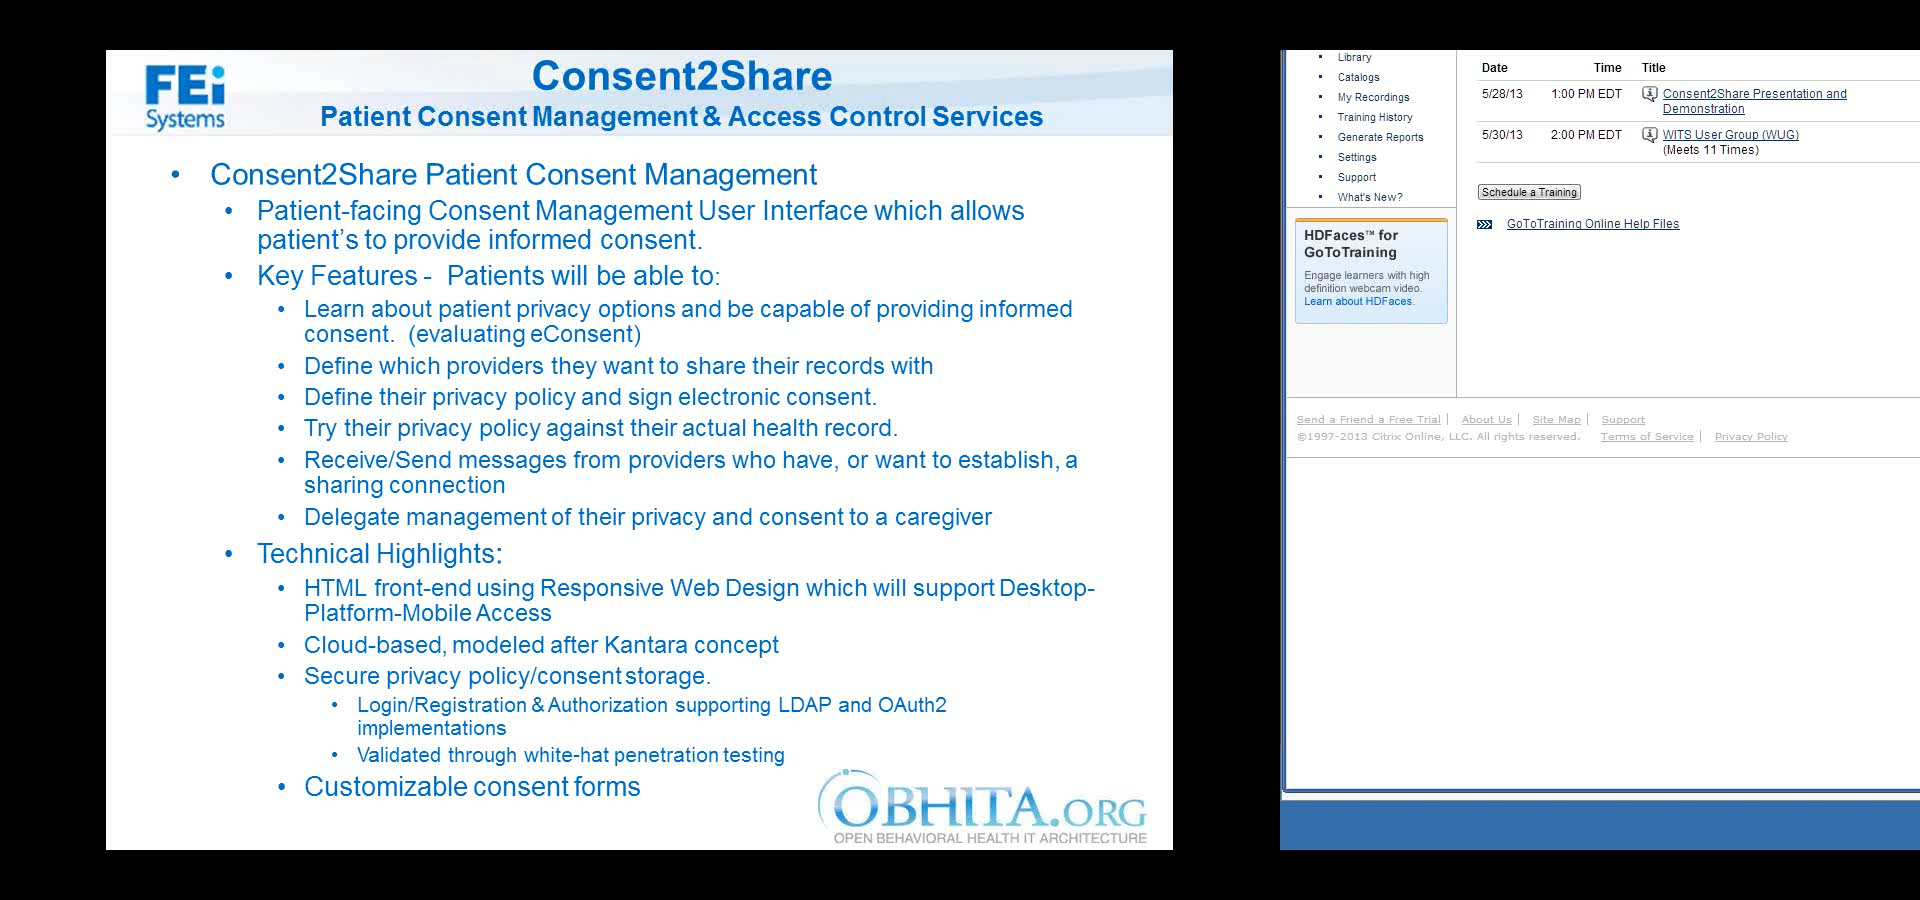 FEi
Systems
Consent2Share
Patient Consent Management & Access Control Services
• Consent2Share Patient Consent Management
• Patient-facing Consent Management User Interface which allows
patient's to provide informed consent.
• Key Features - Patients will be able to:
• Learn about patient privacy options and be capable of providing informed
consent. (evaluating eConsent)
• Define which providers they want to share their records with
• Define their privacy policy and sign electronic consent.
• Try their privacy policy against their actual health record.
• Receive/Send messages from providers who have, or want to establish, a
sharing connection
• Delegate management of their privacy and consent to a caregiver
• Technical Highlights:
• HTML front-end using Responsive Web Design which will support Desktop-
Platform-Mobile Access
• Cloud-based, modeled after Kantara concept
• Secure privacy policy/consent storage.
• Login/Registration & Authorization supporting LDAP and OAuth2
implementations
• Validated through white-hat penetration testing
• Customizable consent forms
OBHITA.ORG
OPEN BEHAVIORAL HEALTH IT ARCHITECTURE
Library
Catalogs
My Recordings
Training History
Generate Reports
Settings
Support
What's New?
HDFaces™ for
GoToTraining
Engage learners with high
definition webcam video.
Learn about HDFaces.
Date Time Title
5/28/13 1:00 PM EDT Consent2Share Presentation and
Demonstration
5/30/13 2:00 PM EDT WITS User Group (WUG)
(Meets 11 Times)
Schedule a Training
GoToTraining Online Help Files
Send a Friend a Free Trial | About Us | Site Map | Support
©1997-2013 Citrix Online, LLC. All rights reserved. Terms of Service | Privacy Policy